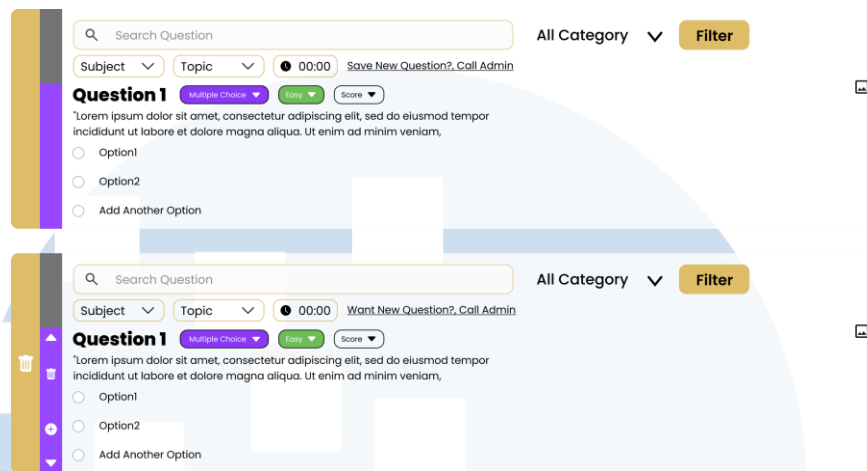 Search Question All Category Filter
Subject Topic 00:00 Save New Question?, Call Admin
Question 1 Multiple Choice Easy Score
"Lorem ipsum dolor sit amet, consectetur adipiscing elit, sed do eiusmod tempor
incididunt ut labore et dolore magna aliqua. Ut enim ad minim veniam,
Option1
Option2
Add Another Option
Search Question All Category Filter
Subject Topic 00:00 Want New Question?, Call Admin
Question 1 Multiple Choice Easy Score
"Lorem ipsum dolor sit amet, consectetur adipiscing elit, sed do eiusmod tempor
incididunt ut labore et dolore magna aliqua. Ut enim ad minim veniam,
Option1
Option2
Add Another Option